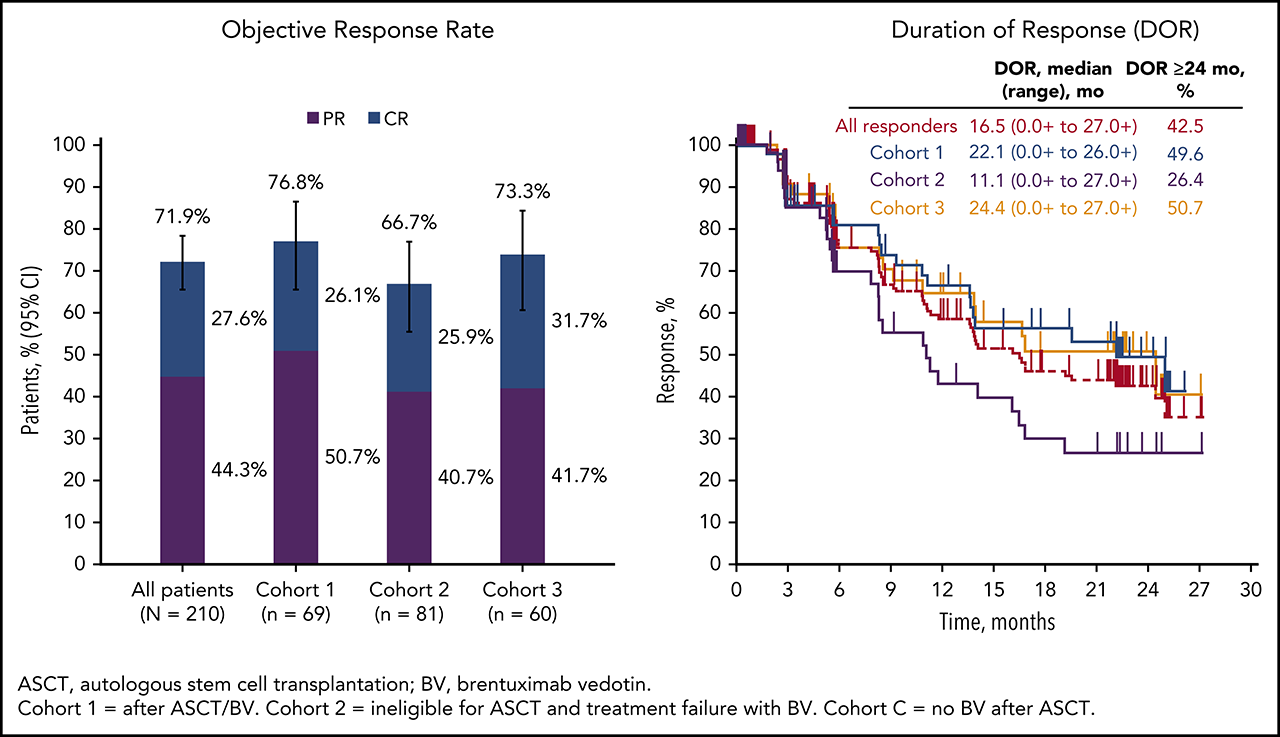 Objective Response Rate
PR CR
Patients, % (95% CI)
100
90
80
70
60
50
40
30
20
10
0
71.9%
27.6%
44.3%
76.8%
26.1%
50.7%
66.7%
25.9%
40.7%
73.3%
31.7%
41.7%
All patients
(N = 210)
Cohort 1
(n = 69)
Cohort 2
(n = 81)
Cohort 3
(n = 60)
Duration of Response (DOR)
DOR, median DOR ≥24 mo,
(range), mo %
All responders 16.5 (0.0+ to 27.0+) 42.5
Cohort 1 22.1 (0.0+ to 26.0+) 49.6
Cohort 2 11.1 (0.0+ to 27.0+) 26.4
Cohort 3 24.4 (0.0+ to 27.0+) 50.7
Response, %
100
90
80
70
60
50
40
30
20
10
0
0 3 6 9 12 15 18 21 24 27 30
Time, months
ASCT, autologous stem cell transplantation; BV, brentuximab vedotin.
Cohort 1 = after ASCT/BV. Cohort 2 = ineligible for ASCT and treatment failure with BV. Cohort C = no BV after ASCT.